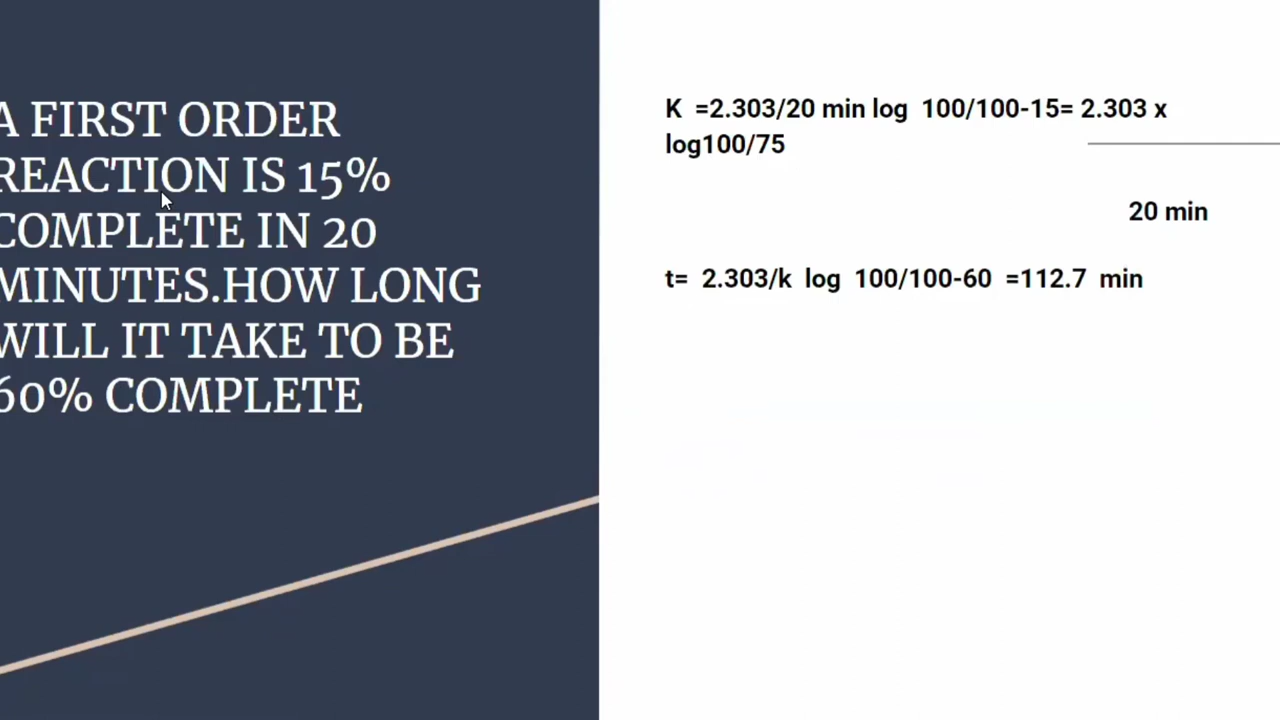 A FIRST ORDER
REACTION IS 15%
COMPLETE IN 20
MINUTES.HOW LONG
WILL IT TAKE TO BE
60% COMPLETE
K =2.303/20 min log 100/100-15= 2.303 x
log100/75
20 min
t= 2.303/k log 100/100-60 =112.7 min